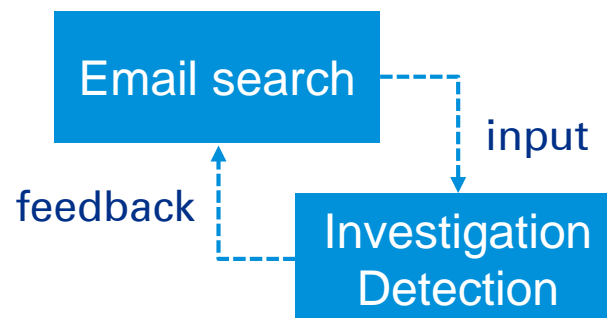 Email search
input
feedback
Investigation
Detection